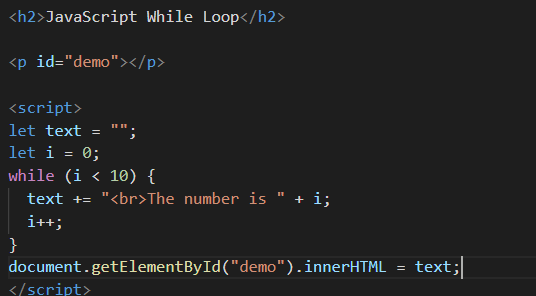 <h2>JavaScript While Loop</h2>
<p id="demo"></p>
<script>
let text = "";
let i = 0;
while (i < 10) {
  text += "<br>The number is " + i;
  i++;
}
document.getElementById("demo").innerHTML = text;
</script>